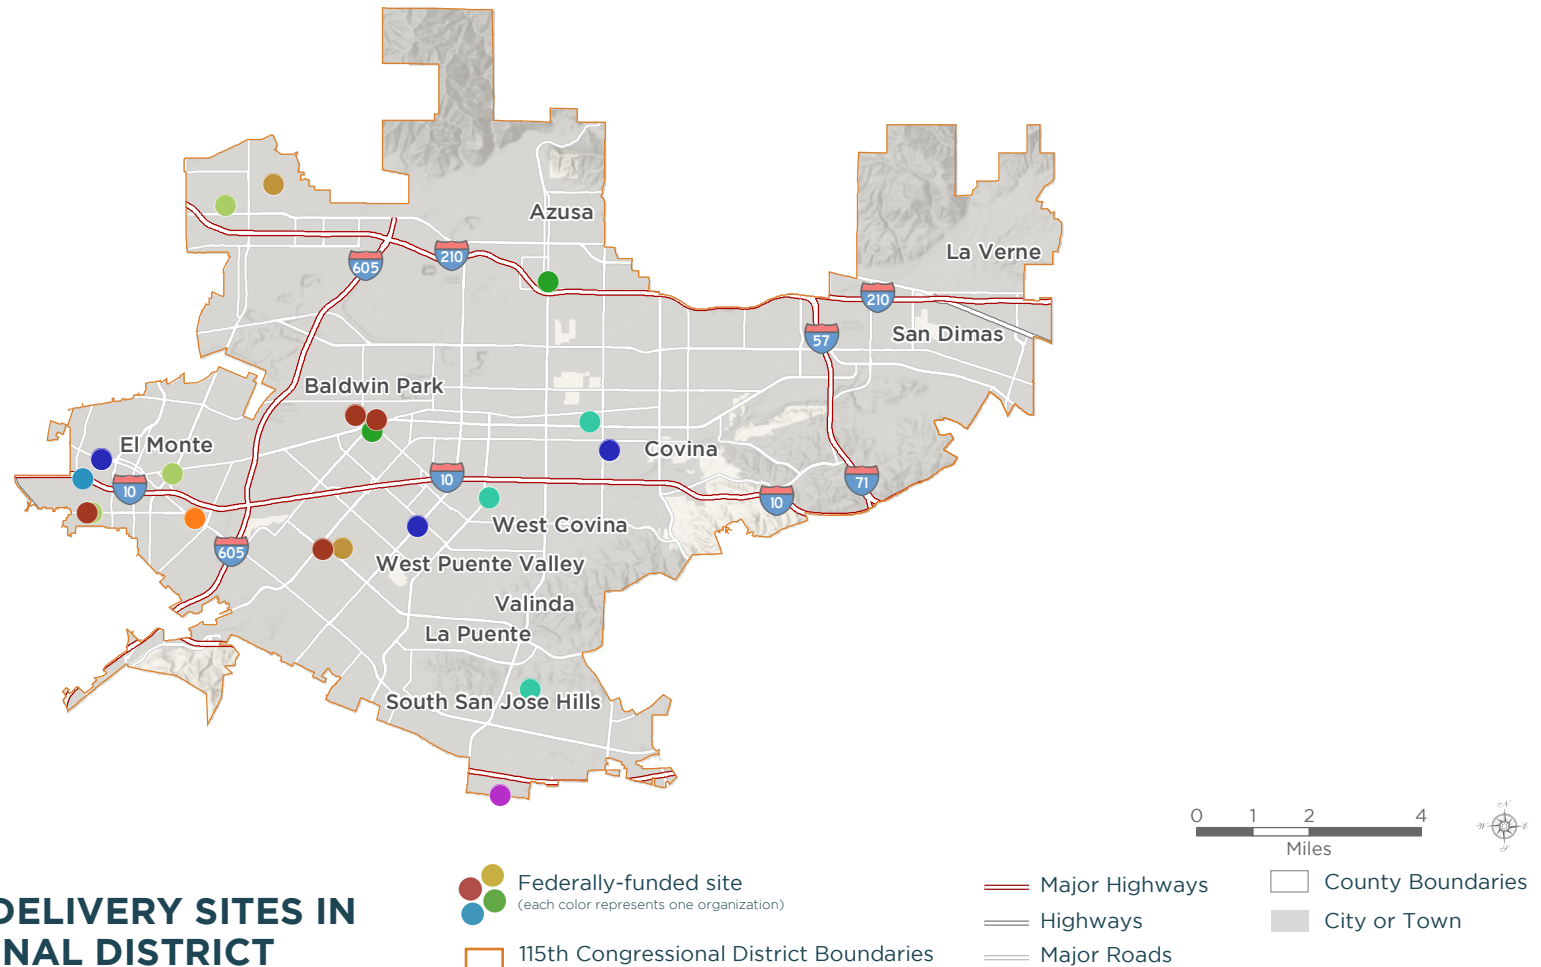 Azusa
La Verne
210
605
210
57
San Dimas
Baldwin Park
El Monte
Covina
10
10
10
71
West Covina
605
West Puente Valley
Valinda
La Puente
South San Jose Hills
0 1 2 4
Miles
N
W E
S
DELIVERY SITES IN
NAL DISTRICT
Federally-funded site
(each color represents one organization)
115th Congressional District Boundaries
Major Highways
Highways
Major Roads
County Boundaries
City or Town